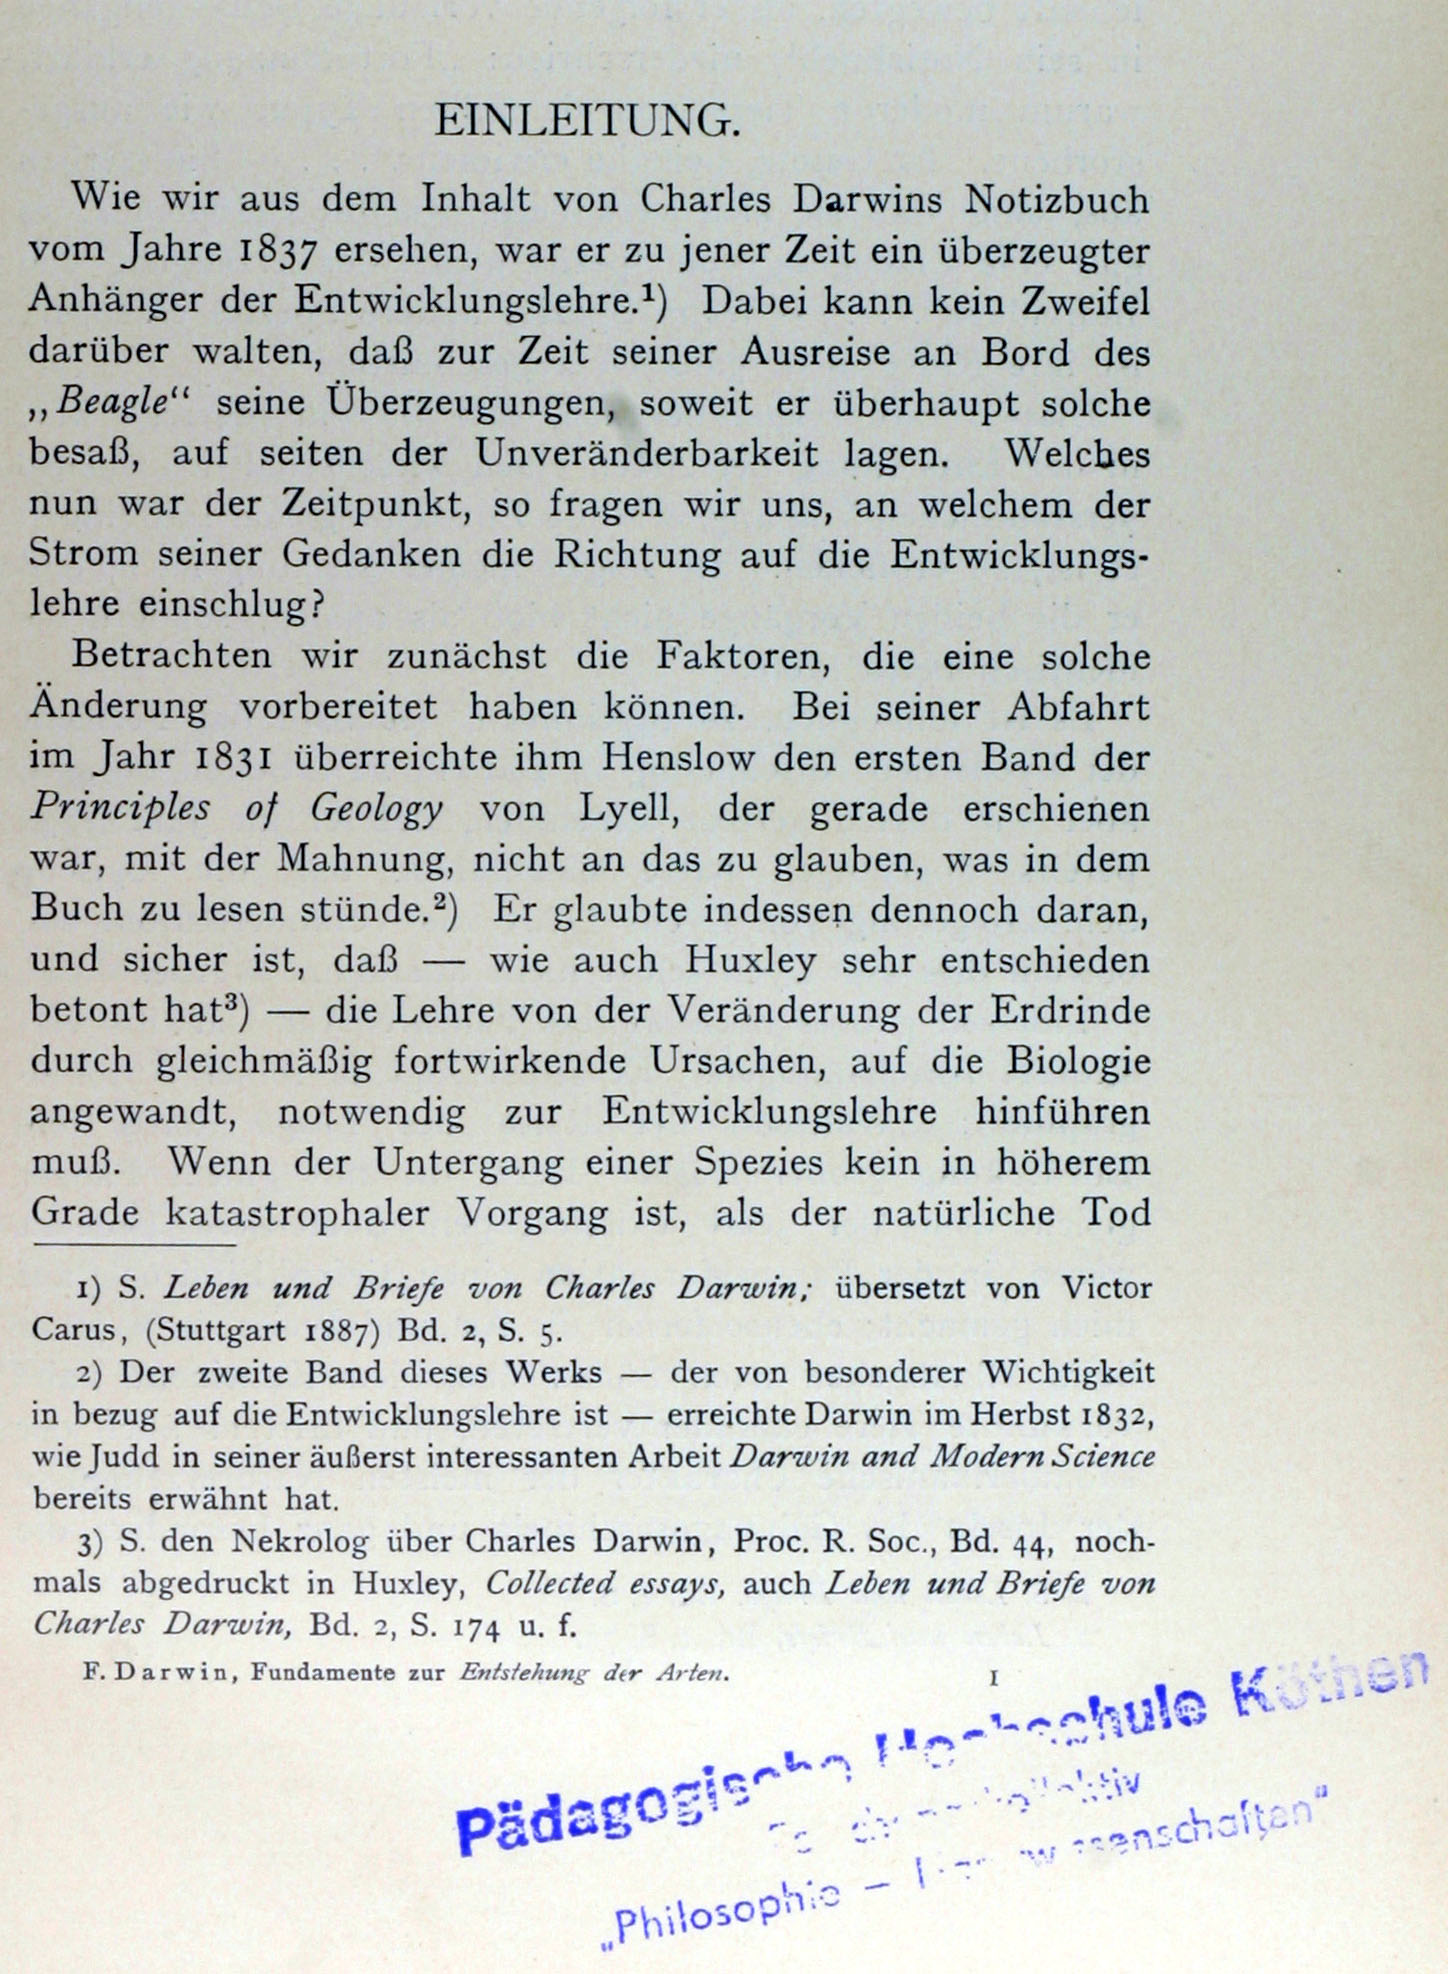 EINLEITUNG.
Wie wir aus dem Inhalt von Charles Darwins Notizbuch
vom Jahre 1837 ersehen, war er zu jener Zeit ein überzeugter
Anhänger der Entwicklungslehre.¹) Dabei kann kein Zweifel
darüber walten, daß zur Zeit seiner Ausreise an Bord des
„Beagle“ seine Überzeugungen, soweit er überhaupt solche
besaß, auf seiten der Unveränderbarkeit lagen. Welches
nun war der Zeitpunkt, so fragen wir uns, an welchem der
Strom seiner Gedanken die Richtung auf die Entwicklungs-
lehre einschlug?
Betrachten wir zunächst die Faktoren, die eine solche
Änderung vorbereitet haben können. Bei seiner Abfahrt
im Jahr 1831 überreichte ihm Henslow den ersten Band der
Principles of Geology von Lyell, der gerade erschienen
war, mit der Mahnung, nicht an das zu glauben, was in dem
Buch zu lesen stünde.²) Er glaubte indessen dennoch daran,
und sicher ist, daß — wie auch Huxley sehr entschieden
betont hat³) — die Lehre von der Veränderung der Erdrinde
durch gleichmäßig fortwirkende Ursachen, auf die Biologie
angewandt, notwendig zur Entwicklungslehre hinführen
muß. Wenn der Untergang einer Spezies kein in höherem
Grade katastrophaler Vorgang ist, als der natürliche Tod
1) S. Leben und Briefe von Charles Darwin; übersetzt von Victor
Carus, (Stuttgart 1887) Bd. 2, S. 5.
2) Der zweite Band dieses Werks — der von besonderer Wichtigkeit
in bezug auf die Entwicklungslehre ist — erreichte Darwin im Herbst 1832,
wie Judd in seiner äußerst interessanten Arbeit Darwin and Modern Science
bereits erwähnt hat.
3) S. den Nekrolog über Charles Darwin, Proc. R. Soc., Bd. 44, noch-
mals abgedruckt in Huxley, Collected essays, auch Leben und Briefe von
Charles Darwin, Bd. 2, S. 174 u. f.
F. Darwin, Fundamente zur Entstehung der Arten. 1
Pädagogische Hochschule Köthen
„Philosophie —